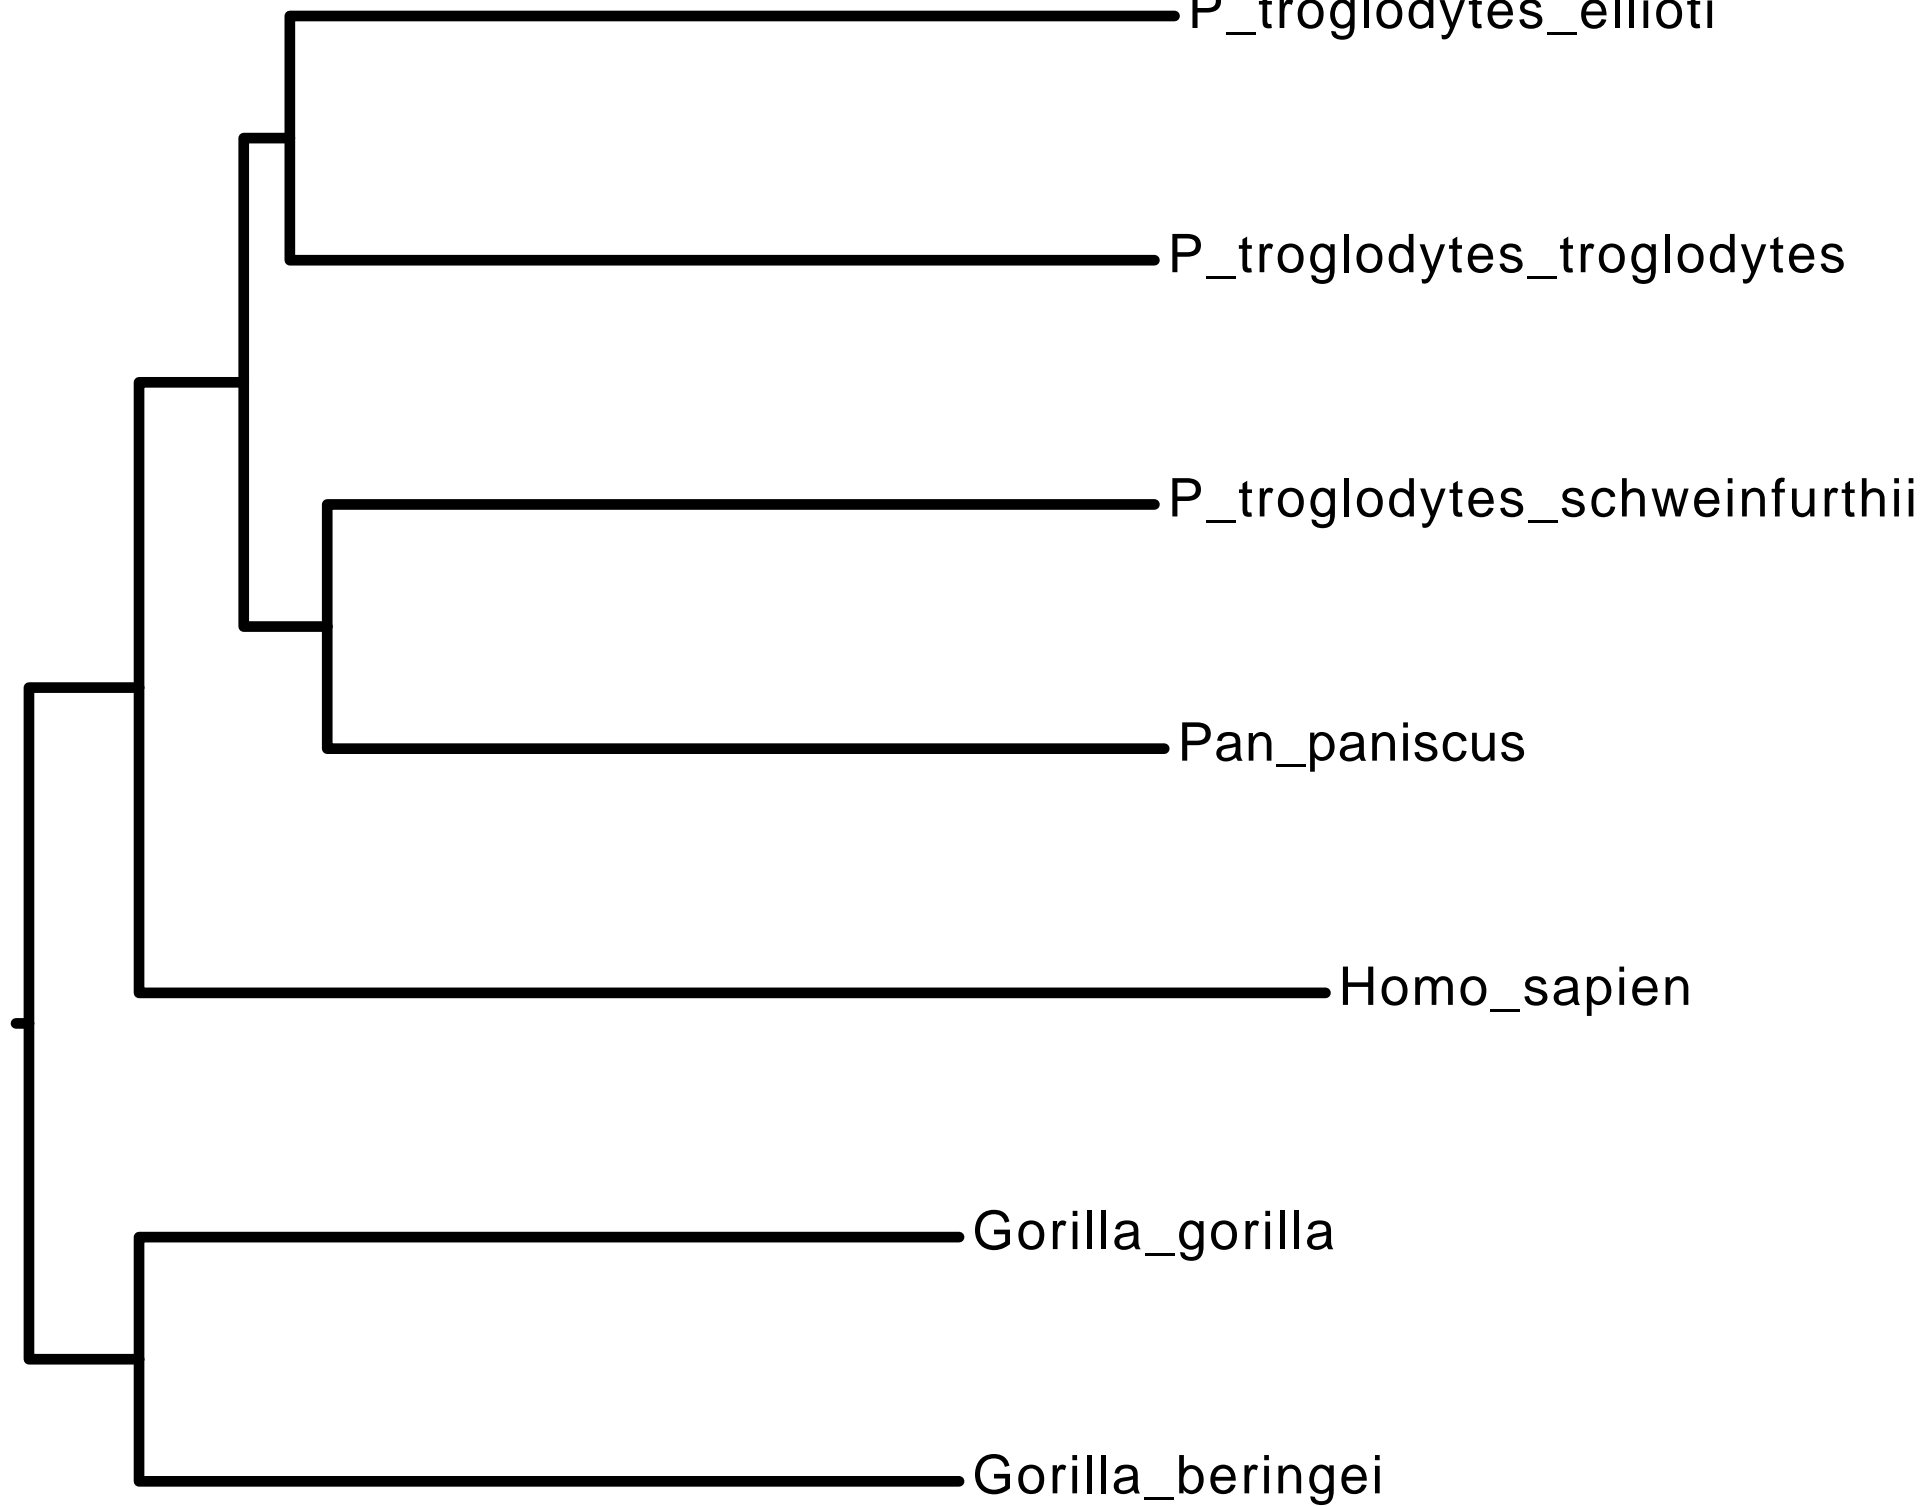 P_troglodytes_ellioti
P_troglodytes_troglodytes
P_troglodytes_schweinfurthii
Pan_paniscus
Homo_sapien
Gorilla_gorilla
Gorilla_beringei